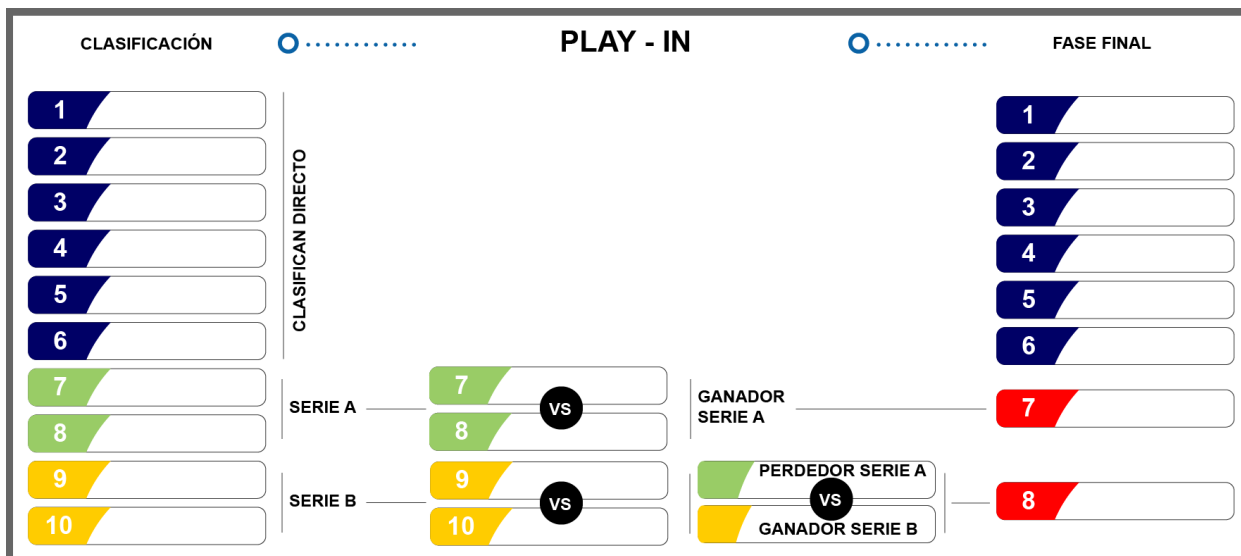 CLASIFICACIÓN
PLAY - IN
FASE FINAL
1
2
3
4
5
6
7
8
9
10
CLASIFICAN DIRECTO
SERIE A
SERIE B
7
VS
8
9
VS
10
GANADOR
SERIE A
PERDEDOR SERIE A
VS
GANADOR SERIE B
1
2
3
4
5
6
7
8